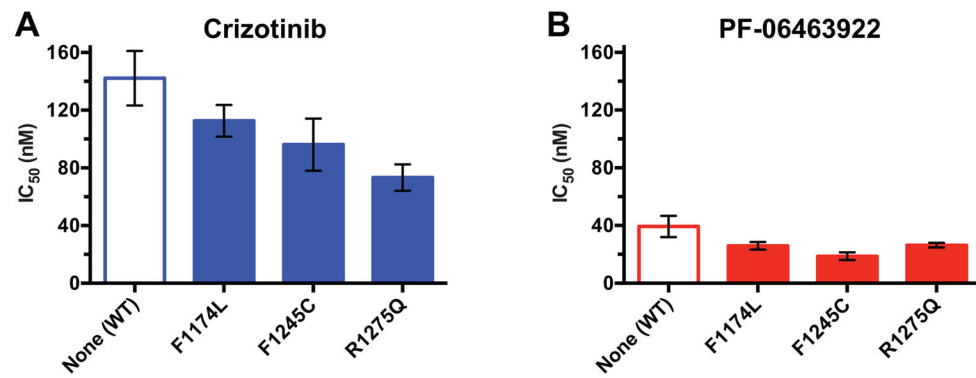 A
Crizotinib
IC50 (nM)
160
120
80
40
0
None (WT)
F1174L
F1245C
R1275Q
B
PF-06463922
IC50 (nM)
160
120
80
40
0
None (WT)
F1174L
F1245C
R1275Q